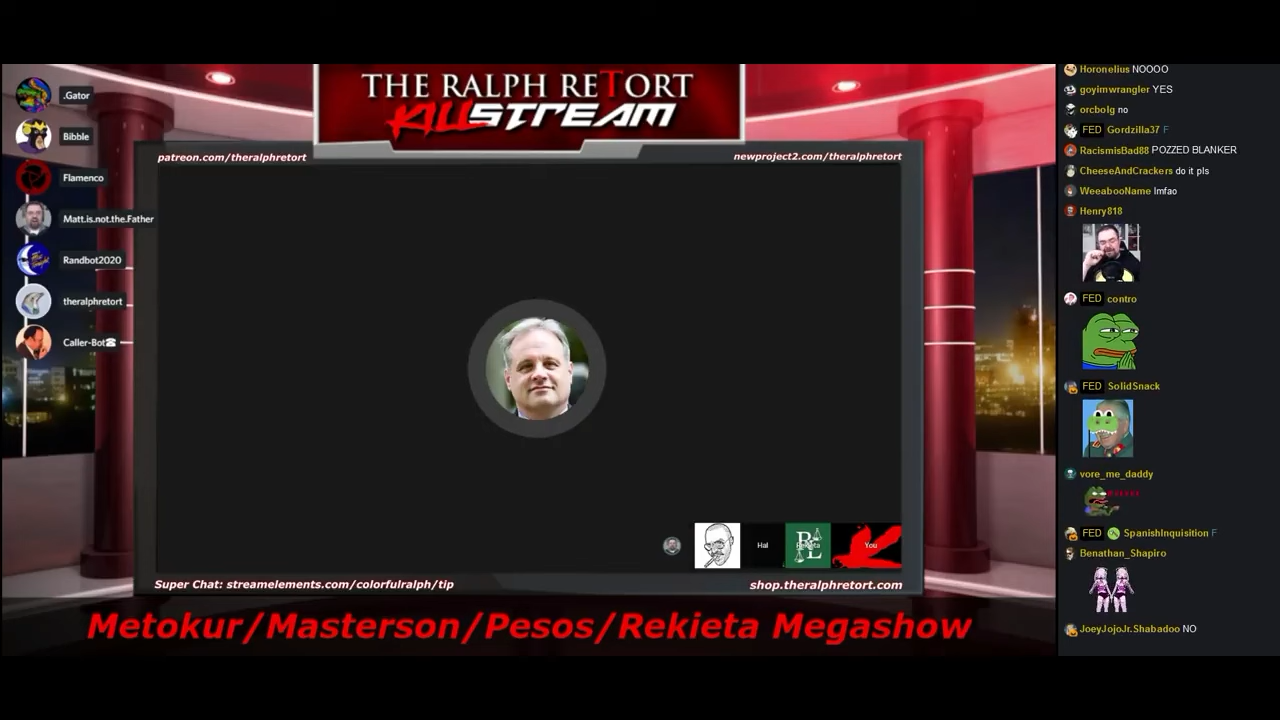 THE RALPH RETORT
KILLSTREAM
patreon.com/theralphretort
newproject2.com/theralphretort
.Gator
Bibble
Flamenco
Matt.is.not.the.Father
Randbot2020
theralphretort
Caller-Bot☎
Hal
Rekieta
You
Super Chat: streamelements.com/colorfulralph/tip
shop.theralphretort.com
Metokur/Masterson/Pesos/Rekieta Megashow
Horonelius NOOOO
goyimwrangler YES
orcbolg no
FED Gordzilla37 F
RacismisBad88 POZZED BLANKER
CheeseAndCrackers do it pls
WeeabooName lmfao
Henry818
FED contro
FED SolidSnack
vore_me_daddy
FED SpanishInquisition F
Benathan_Shapiro
JoeyJojoJr.Shabadoo NO